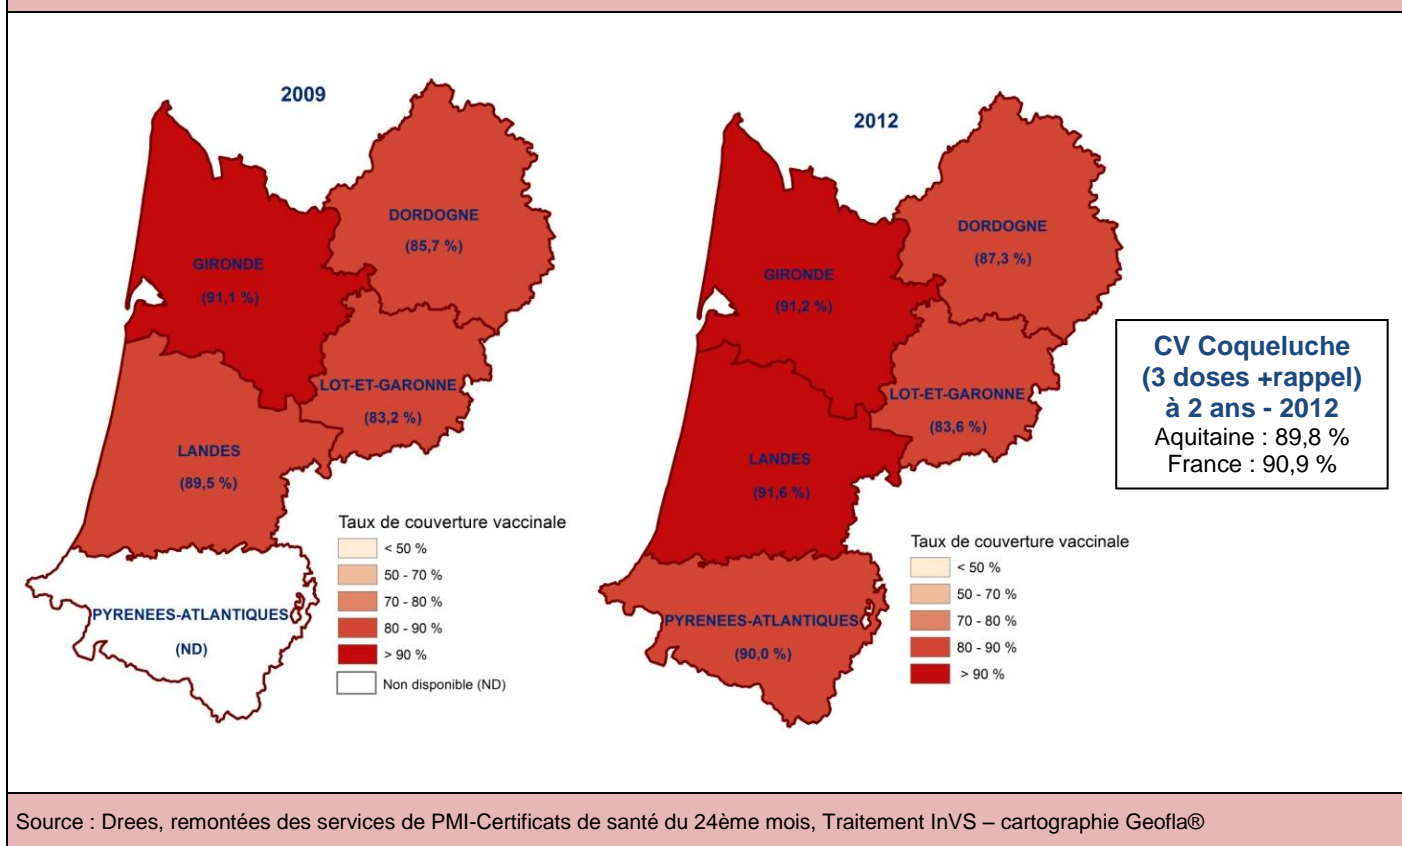 2009
DORDOGNE
(85,7 %)
GIRONDE
(91,1 %)
LOT-ET-GARONNE
(83,2 %)
LANDES
(89,5 %)
PYRENEES-ATLANTIQUES
(ND)
Taux de couverture vaccinale
< 50 %
50 - 70 %
70 - 80 %
80 - 90 %
> 90 %
Non disponible (ND)
2012
DORDOGNE
(87,3 %)
GIRONDE
(91,2 %)
LOT-ET-GARONNE
(83,6 %)
LANDES
(91,6 %)
PYRENEES-ATLANTIQUES
(90,0 %)
Taux de couverture vaccinale
< 50 %
50 - 70 %
70 - 80 %
80 - 90 %
> 90 %
CV Coqueluche
(3 doses +rappel)
à 2 ans - 2012
Aquitaine : 89,8 %
France : 90,9 %
Source : Drees, remontées des services de PMI-Certificats de santé du 24ème mois, Traitement InVS – cartographie Geofla®